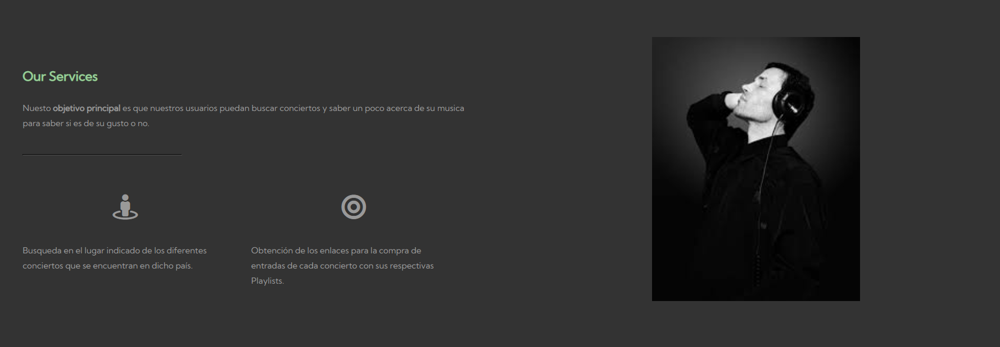 Our Services
Nuesto objetivo principal es que nuestros usuarios puedan buscar conciertos y saber un poco acerca de su musica
para saber si es de su gusto o no.
Busqueda en el lugar indicado de los diferentes
conciertos que se encuentran en dicho país.
Obtención de los enlaces para la compra de
entradas de cada concierto con sus respectivas
Playlists.